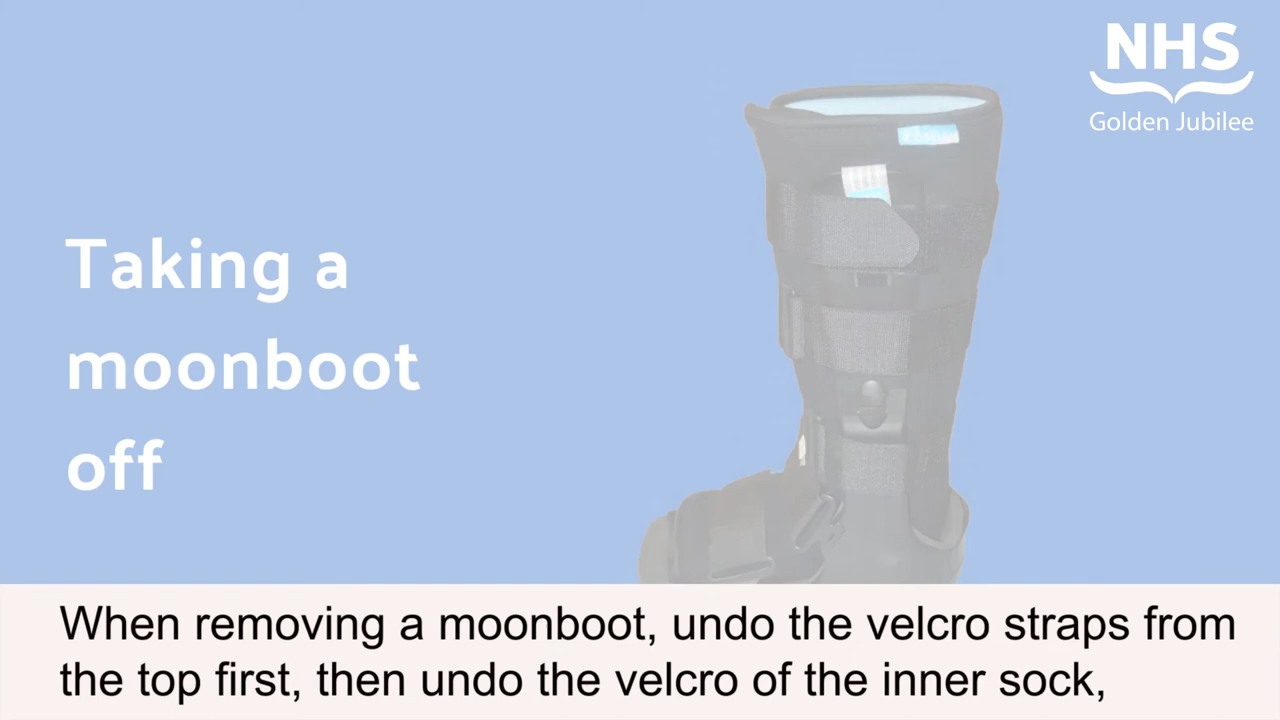 NHS
Golden Jubilee
Taking a
moonboot
off
When removing a moonboot, undo the velcro straps from
the top first, then undo the velcro of the inner sock,